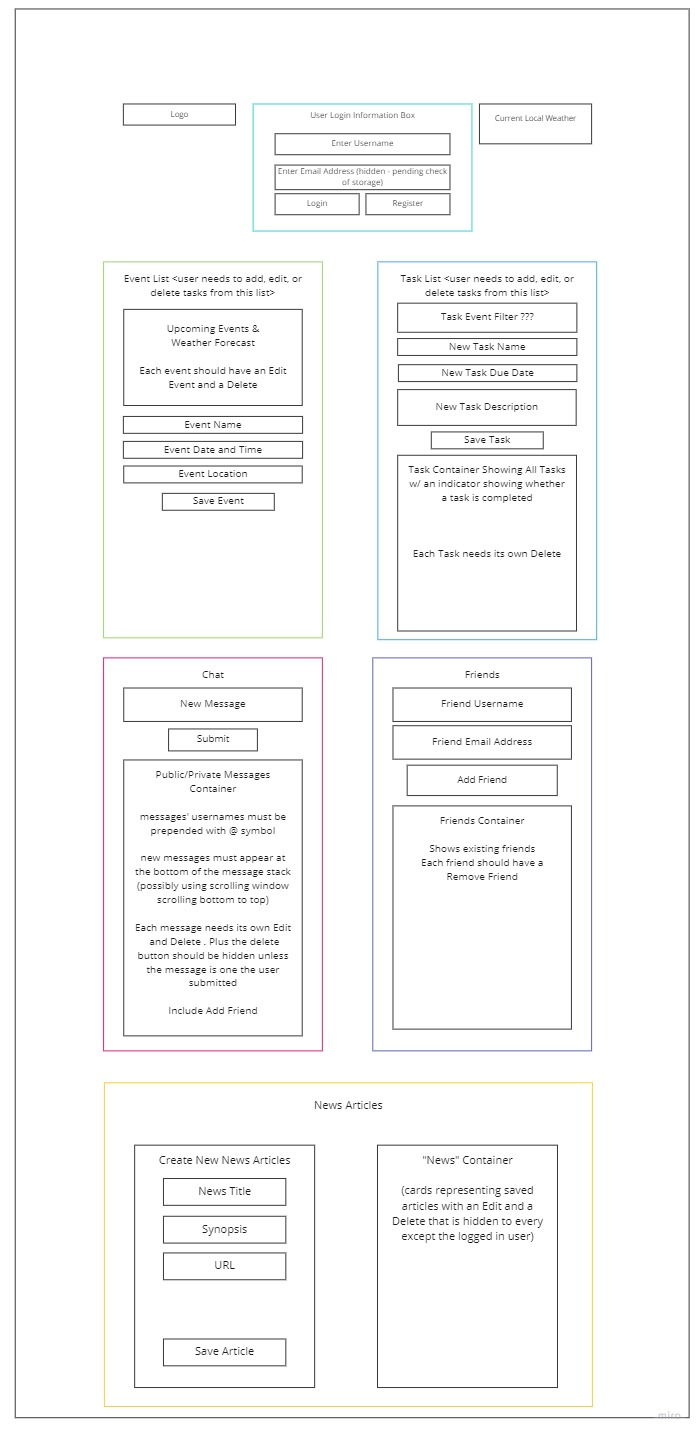 Logo
User Login Information Box
Current Local Weather
Enter Username
Enter Email Address (hidden - pending check
of storage)
Login
Register
Event List <user needs to add, edit, or
delete tasks from this list>
Upcoming Events &
Weather Forecast
Each event should have an Edit
Event and a Delete
Event Name
Event Date and Time
Event Location
Save Event
Task List <user needs to add, edit, or
delete tasks from this list>
Task Event Filter ???
New Task Name
New Task Due Date
New Task Description
Save Task
Task Container Showing All Tasks
w/ an indicator showing whether
a task is completed
Each Task needs its own Delete
Chat
New Message
Submit
Public/Private Messages
Container
messages' usernames must be
prepended with @ symbol
new messages must appear at
the bottom of the message stack
(possibly using scrolling window
scrolling bottom to top)
Each message needs its own Edit
and Delete . Plus the delete
button should be hidden unless
the message is one the user
submitted
Include Add Friend
Friends
Friend Username
Friend Email Address
Add Friend
Friends Container
Shows existing friends
Each friend should have a
Remove Friend
News Articles
Create New News Articles
News Title
Synopsis
URL
Save Article
"News" Container
(cards representing saved
articles with an Edit and a
Delete that is hidden to every
except the logged in user)
miro